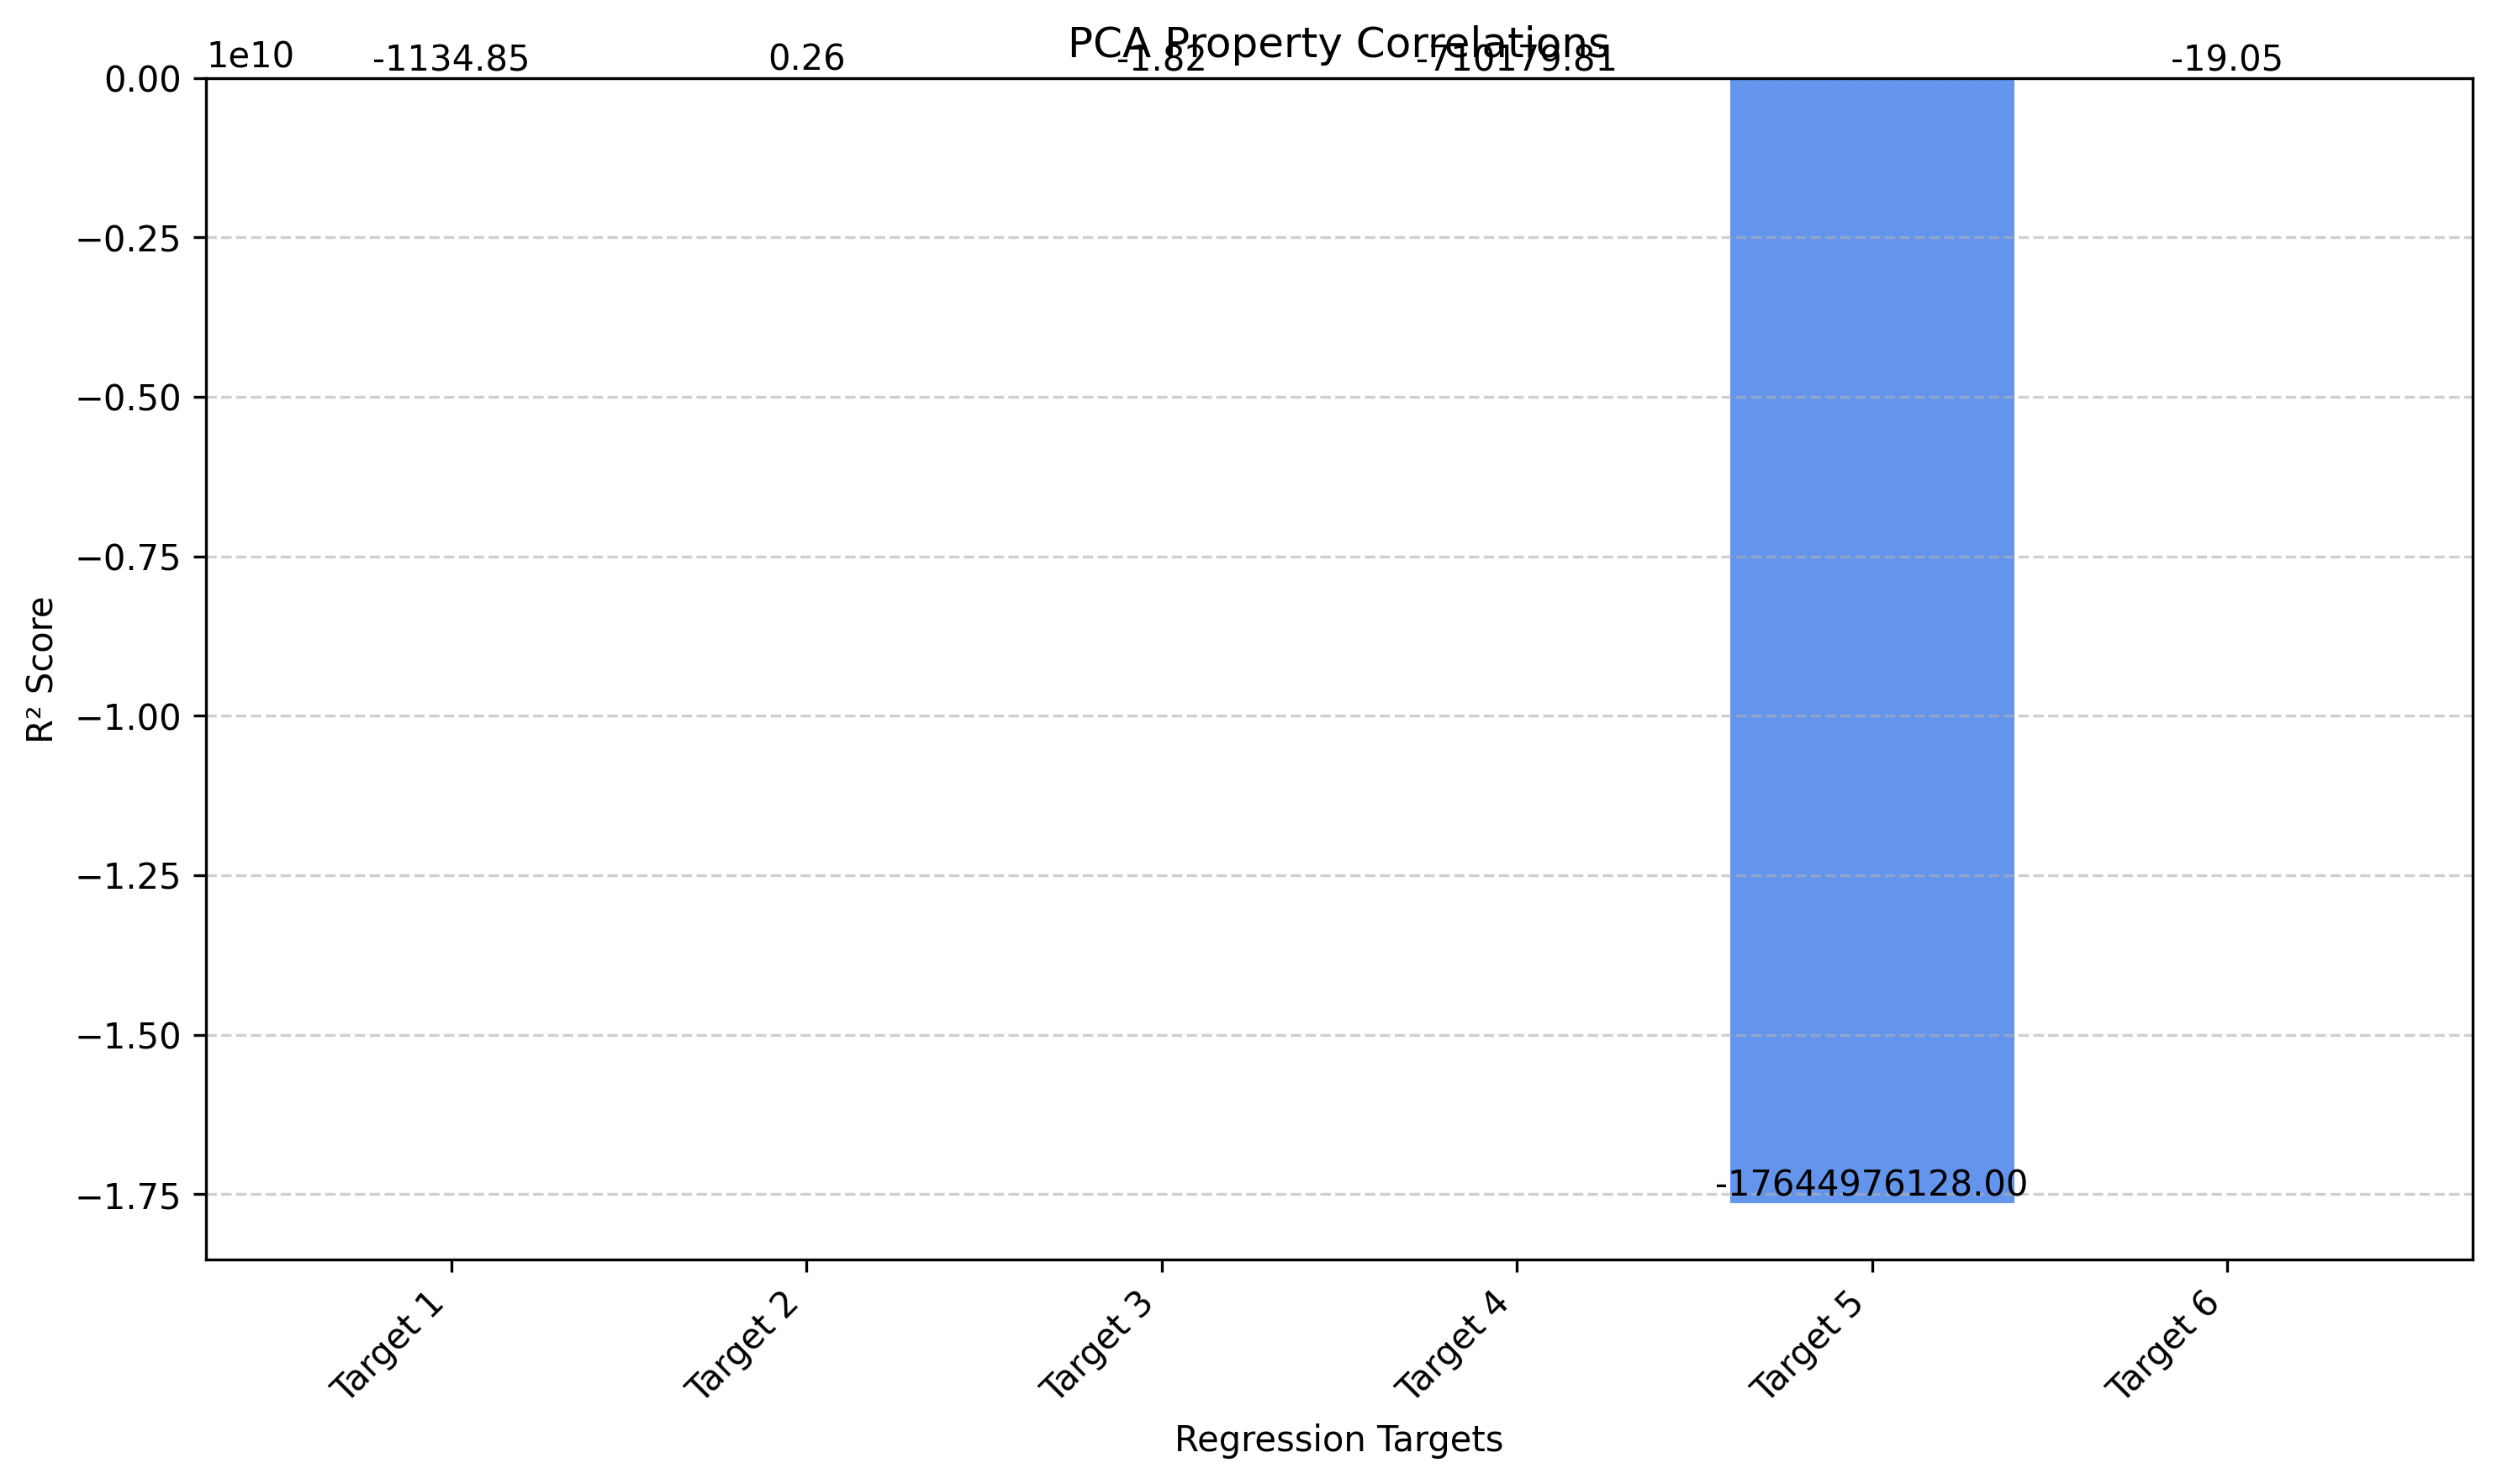 PCA Property Correlations
1e10
-1134.85
0.26
-1.82
-710179.81
-19.05
0.00
−0.25
−0.50
−0.75
−1.00
−1.25
−1.50
−1.75
R² Score
-17644976128.00
Target 1
Target 2
Target 3
Target 4
Target 5
Target 6
Regression Targets